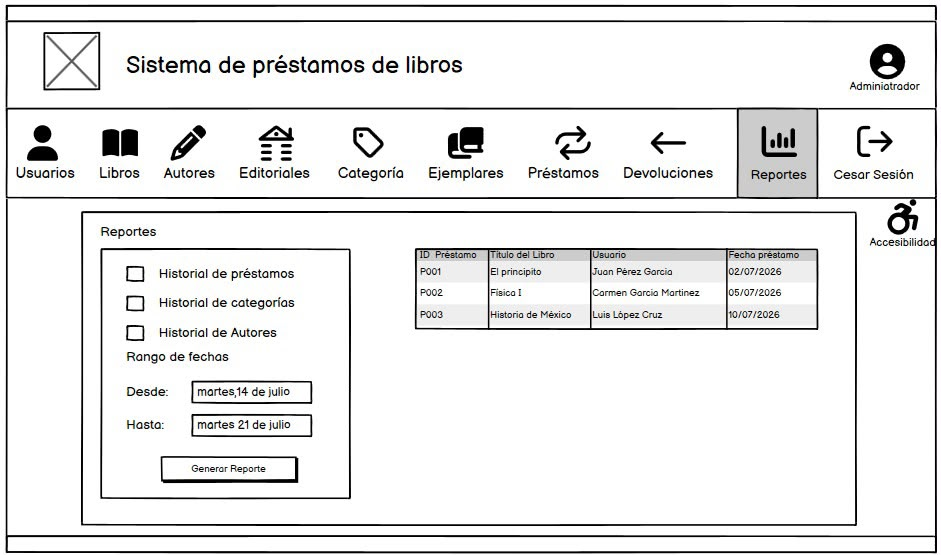 Sistema de préstamos de libros
Adminiatrador
Usuarios Libros Autores Editoriales Categoría Ejemplares Préstamos Devoluciones Reportes Cesar Sesión
Accesibilidad
Reportes
Historial de préstamos
Historial de categorías
Historial de Autores
Rango de fechas
Desde: martes,14 de julio
Hasta: martes 21 de julio
Generar Reporte
ID Préstamo Título del Libro Usuario Fecha préstamo
P001 El principito Juan Pérez Garcia 02/07/2026
P002 Física I Carmen Garcia Martinez 05/07/2026
P003 Historia de México Luis López Cruz 10/07/2026